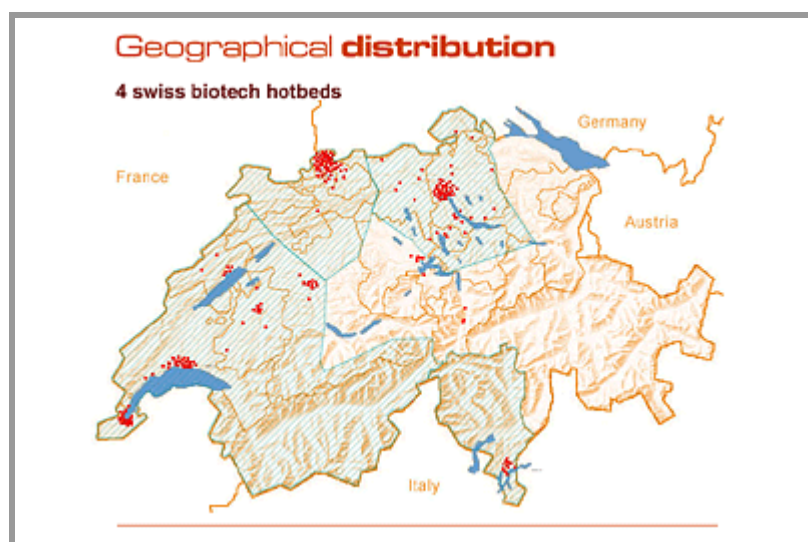 Geographical distribution
4 swiss biotech hotbeds
Germany
France
Austria
Italy